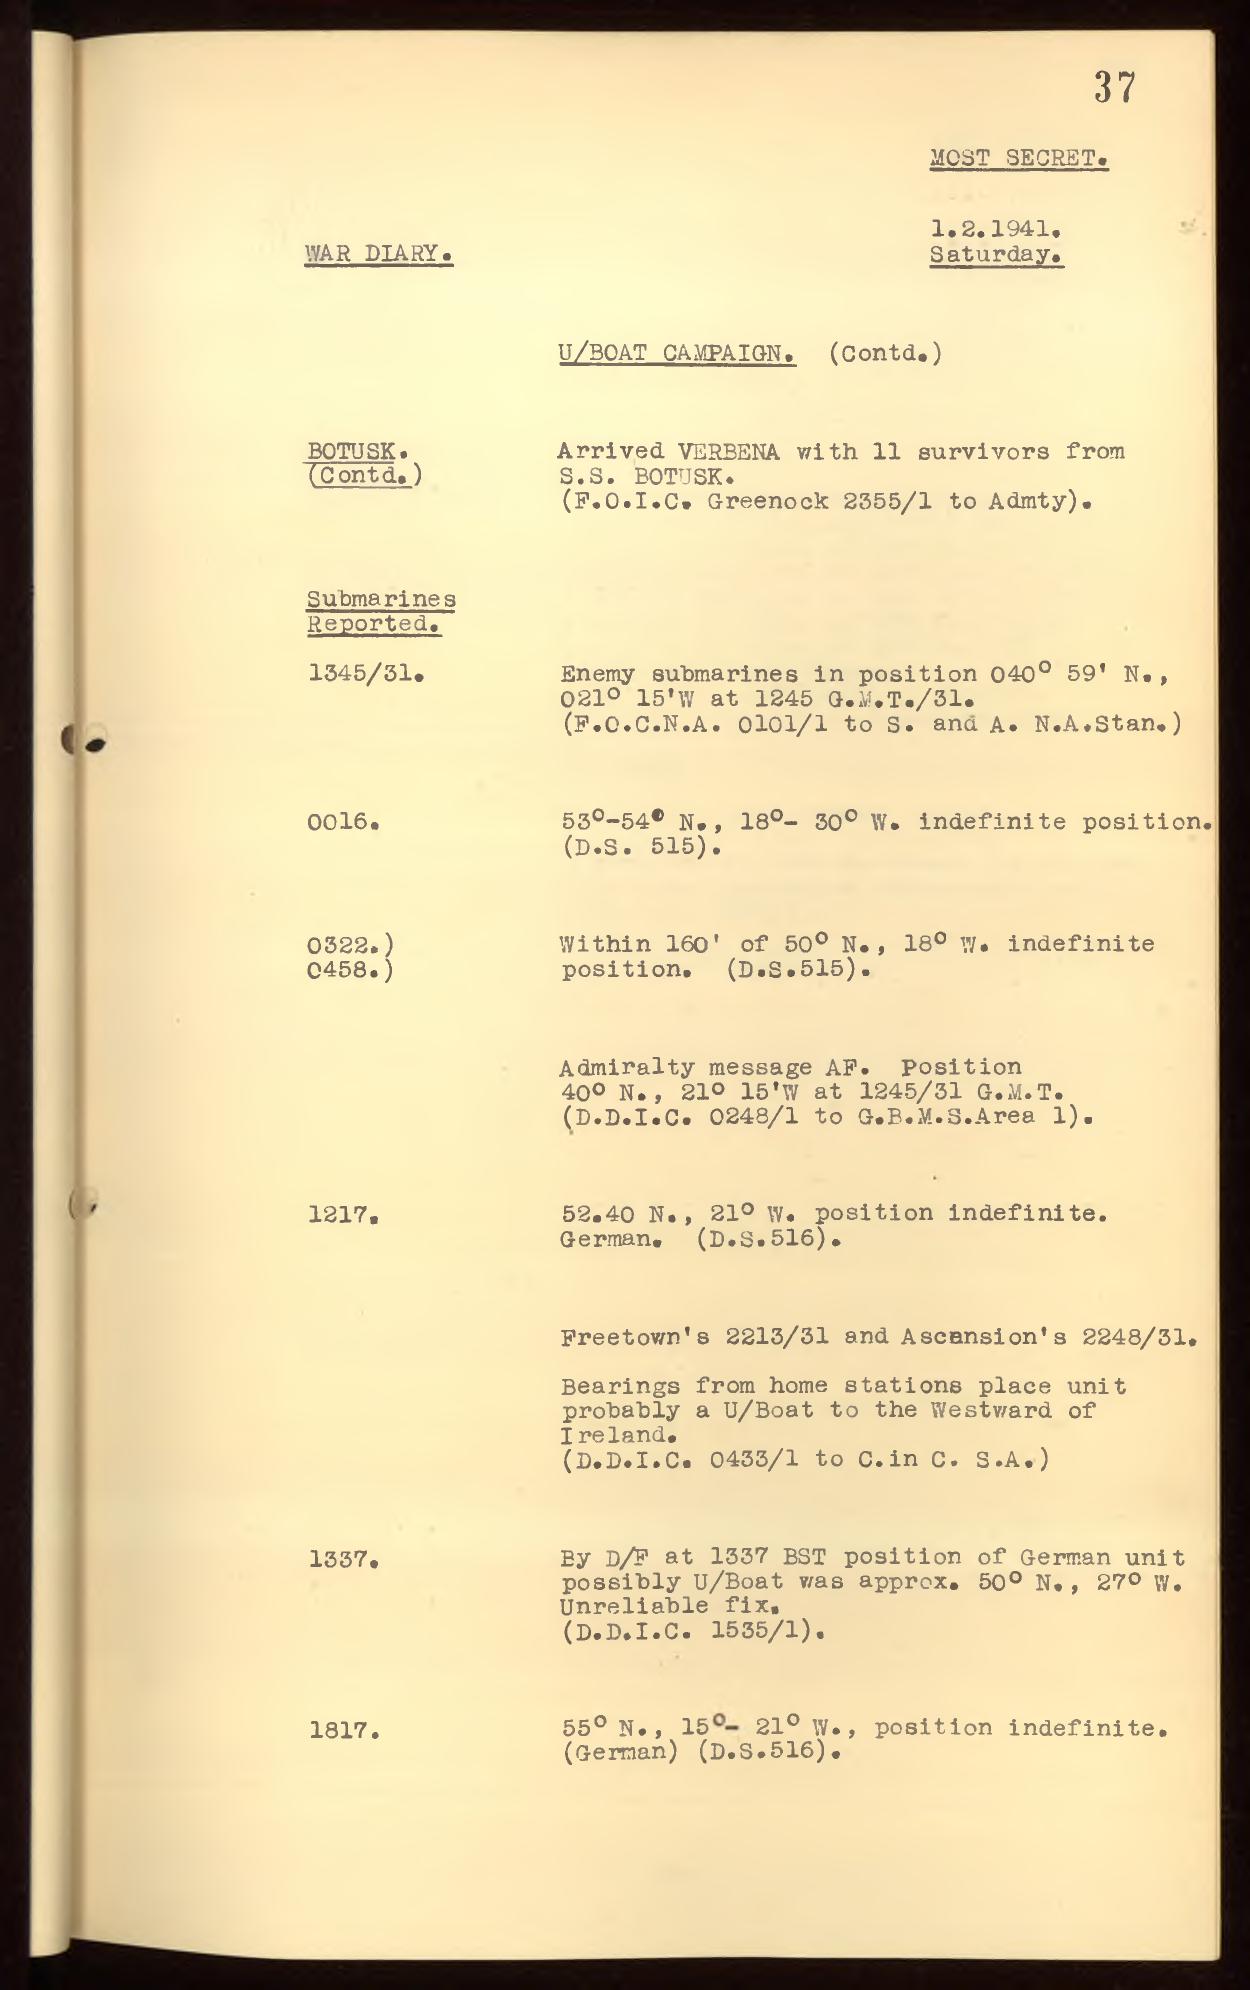 37
MOST SECRET.
1.2.1941.
WAR DIARY.
Saturday.
U/BOAT CAMPAIGN. (Contd.)
BOTUSK.
(Contd.)
Arrived VERBENA with 11 survivors from
S.S. BOTUSK.
(F.O.I.C. Greenock 2355/1 to Admty).
Submarines
Reported.
1345/31.
Enemy submarines in position 040° 59' N.,
021° 15'W at 1245 G.M.T./31.
(F.O.C.N.A. 0101/1 to S. and A. N.A.Stan.)
0016.
53°-54° N., 18°- 30° W. indefinite position.
(D.S. 515).
0322.)
0458.)
Within 160' of 50° N., 18° W. indefinite
position. (D.S.515).
Admiralty message AF. Position
40° N., 21° 15'W at 1245/31 G.M.T.
(D.D.I.C. 0248/1 to G.B.M.S.Area 1).
1217.
52.40 N., 21° W. position indefinite.
German. (D.S.516).
Freetown's 2213/31 and Ascension's 2248/31.
Bearings from home stations place unit
probably a U/Boat to the Westward of
Ireland.
(D.D.I.C. 0433/1 to C.in C. S.A.)
1337.
By D/F at 1337 BST position of German unit
possibly U/Boat was approx. 50° N., 27° W.
Unreliable fix.
(D.D.I.C. 1535/1).
1817.
55° N., 15°- 21° W., position indefinite.
(German) (D.S.516).